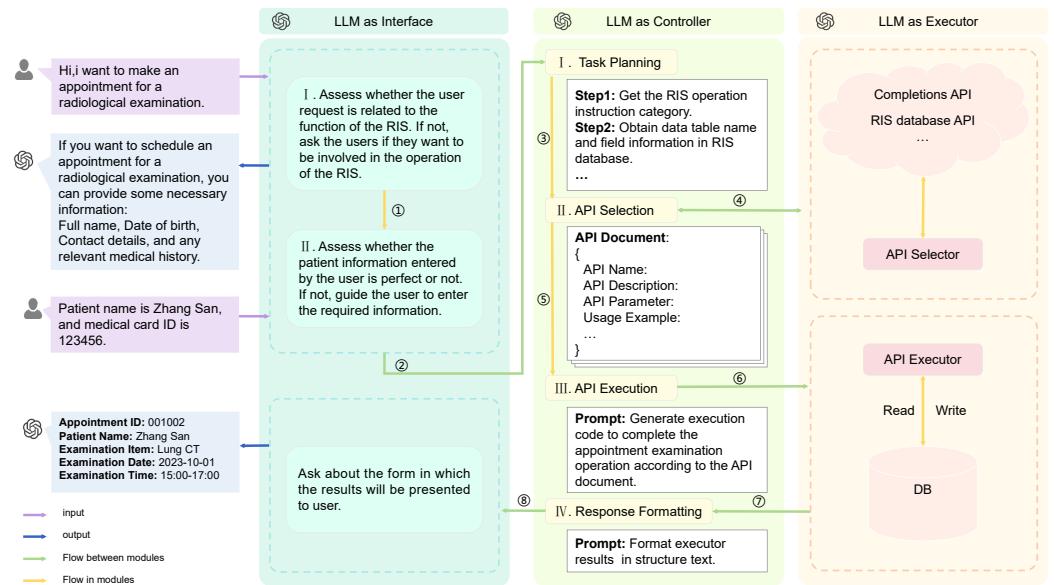 LLM as Interface
LLM as Controller
LLM as Executor
Hi,i want to make an
appointment for a
radiological examination.
If you want to schedule an
appointment for a
radiological examination, you
can provide some necessary
information:
Full name, Date of birth,
Contact details, and any
relevant medical history.
Patient name is Zhang San,
and medical card ID is
123456.
Appointment ID: 001002
Patient Name: Zhang San
Examination Item: Lung CT
Examination Date: 2023-10-01
Examination Time: 15:00-17:00
input
output
Flow between modules
Flow in modules
Ⅰ. Assess whether the user
request is related to the
function of the RIS. If not,
ask the users if they want to
be involved in the operation
of the RIS.
①
Ⅱ. Assess whether the
patient information entered
by the user is perfect or not.
If not, guide the user to enter
the required information.
②
Ask about the form in which
the results will be presented
to user.
Ⅰ. Task Planning
③
Step1: Get the RIS operation
instruction category.
Step2: Obtain data table name
and field information in RIS
database.
...
Ⅱ. API Selection
④
⑤
API Document:
{
API Name:
API Description:
API Parameter:
Usage Example:
...
}
Ⅲ. API Execution
⑥
Prompt: Generate execution
code to complete the
appointment examination
operation according to the API
document.
⑧
Ⅳ. Response Formatting
⑦
Prompt: Format executor
results in structure text.
Completions API
RIS database API
...
API Selector
API Executor
Read
Write
DB